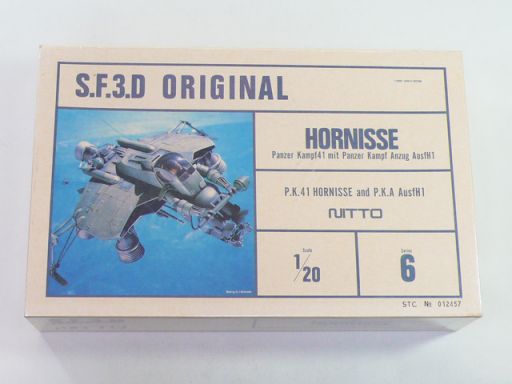 S.F.3.D ORIGINAL
HORNISSE
Panzer Kampf41 mit Panzer Kampf Anzug AusfH1
P.K.41 HORNISSE and P.K.A AusfH1
NITTO
Scale
1/20
Series
6
STC № 012457